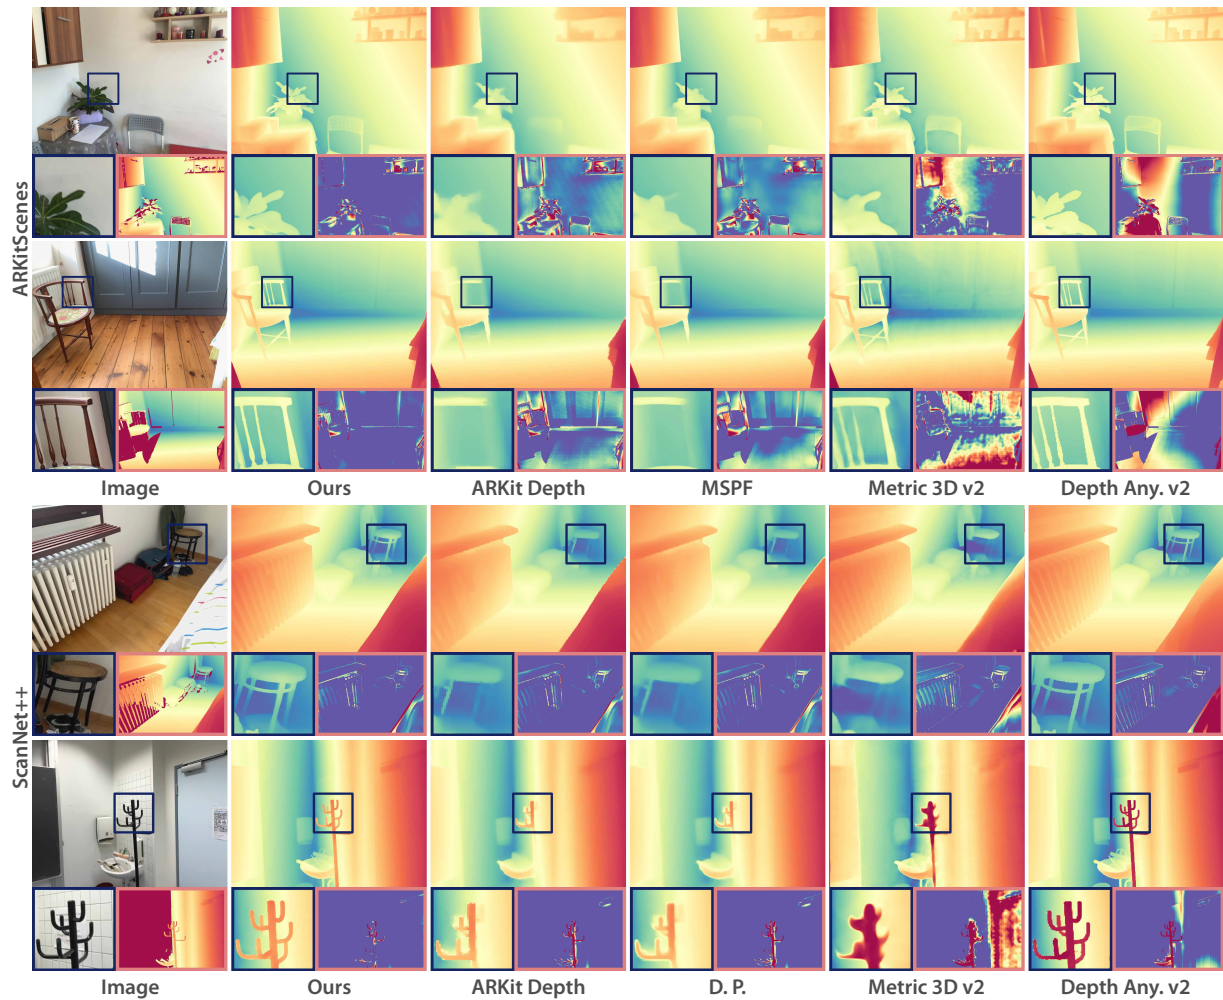 ARKitScenes
Image Ours ARKit Depth MSPF Metric 3D v2 Depth Any. v2
ScanNet++
Image Ours ARKit Depth D. P. Metric 3D v2 Depth Any. v2